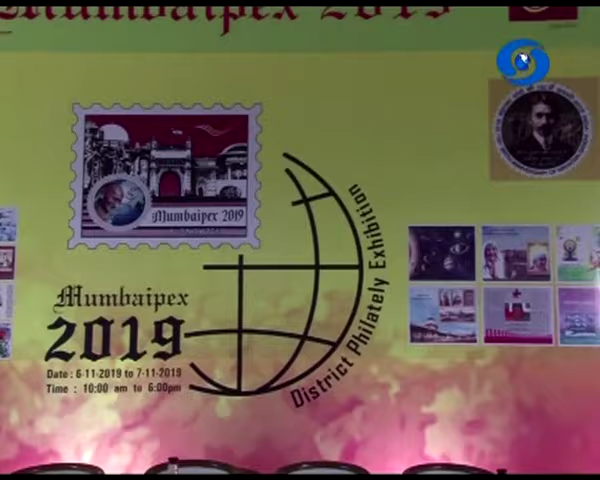 Mumbaipex 2019
Mumbaipex 2019
Mumbaipex
2019
Date : 6-11-2019 to 7-11-2019
Time : 10:00 am to 6:00pm
District Philately Exhibition